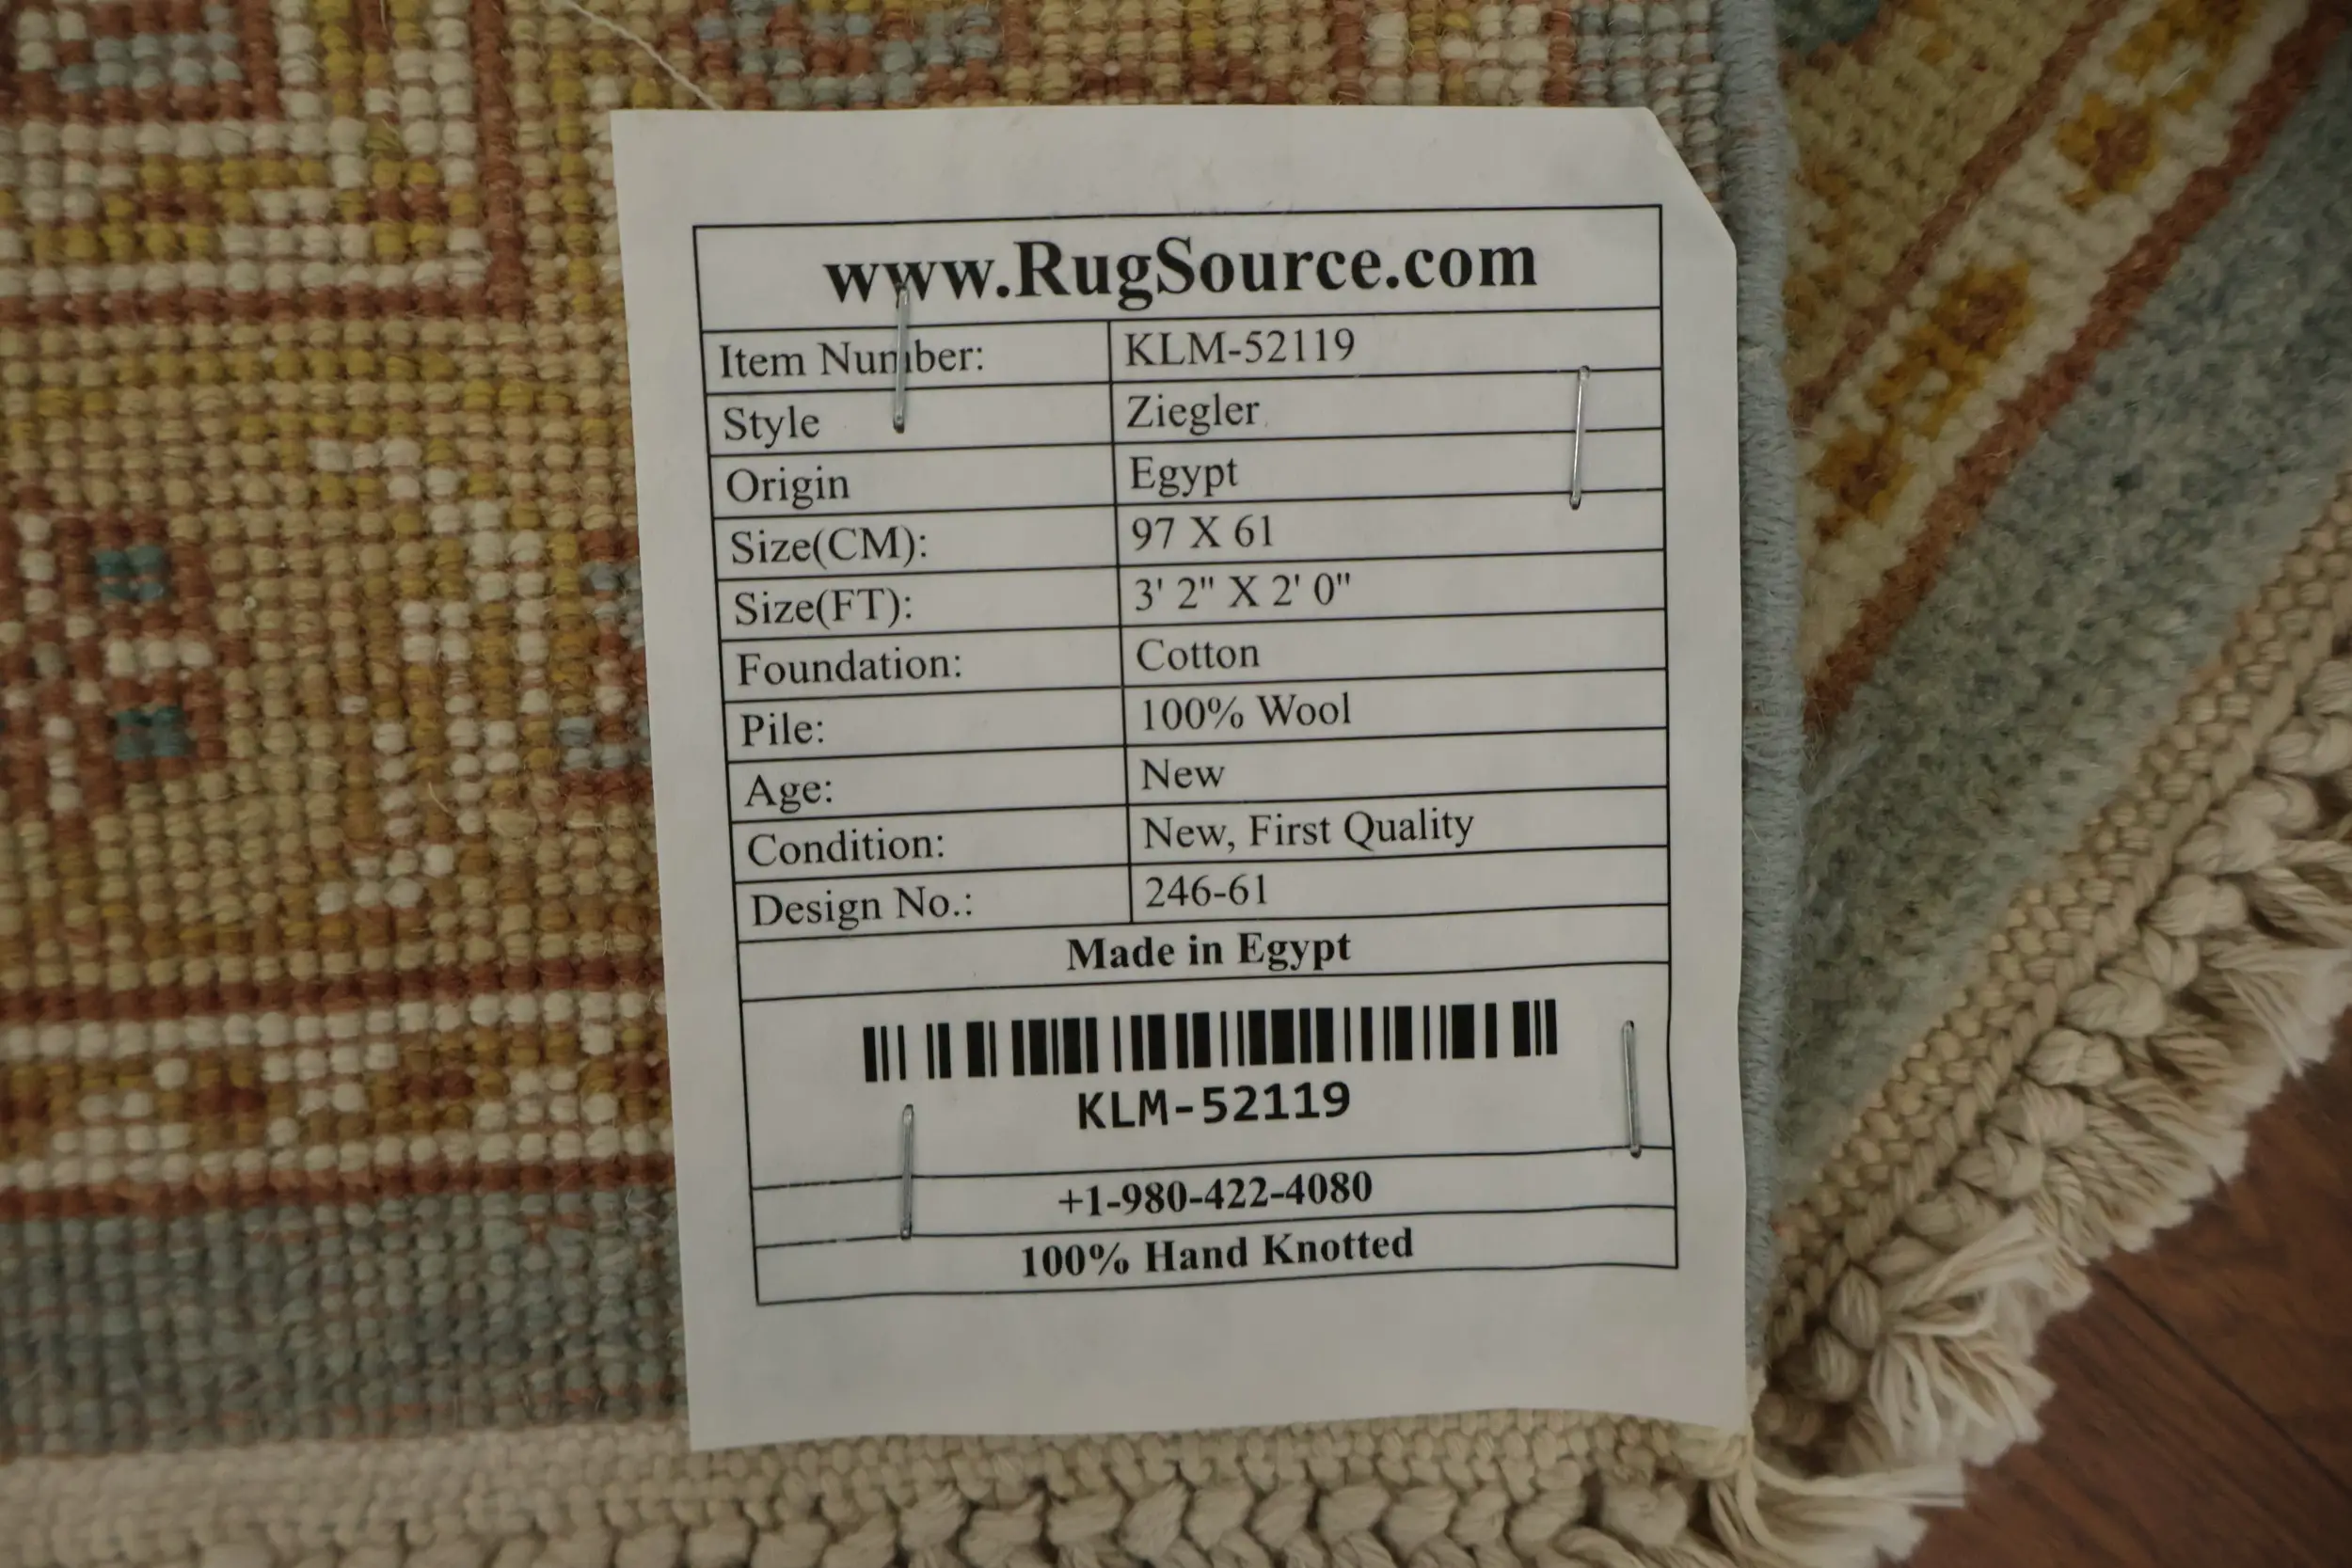 www.RugSource.com
Item Number: KLM-52119
Style Ziegler
Origin Egypt
Size(CM): 97 X 61
Size(FT): 3' 2" X 2' 0"
Foundation: Cotton
Pile: 100% Wool
Age: New
Condition: New, First Quality
Design No.: 246-61
Made in Egypt
KLM-52119
+1-980-422-4080
100% Hand Knotted